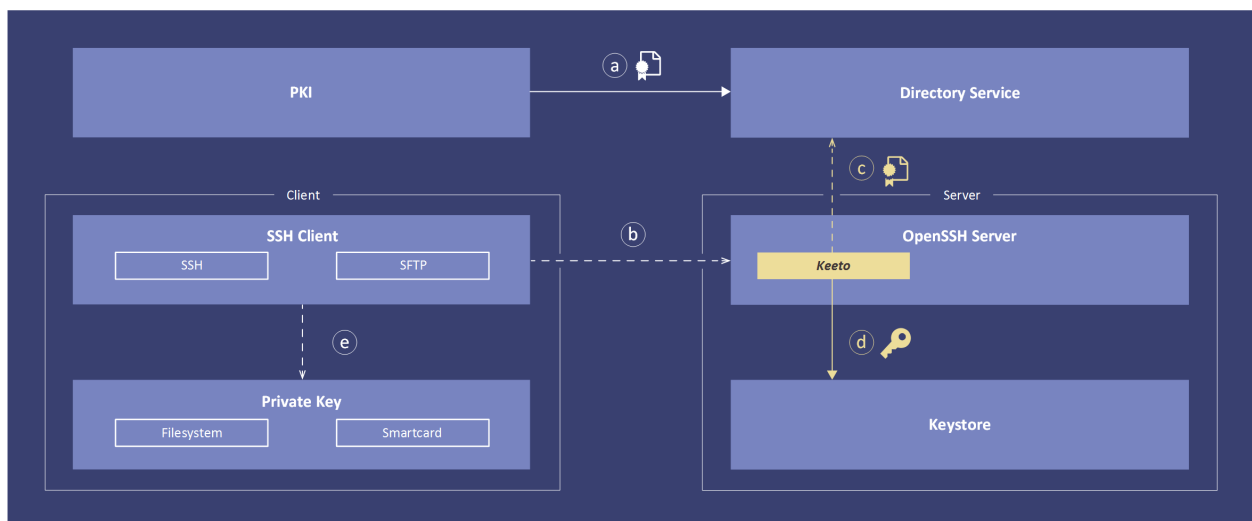 a
PKI
Directory Service
c
Client
Server
SSH Client
b
OpenSSH Server
SSH
SFTP
Keeto
e
d
Private Key
Keystore
Filesystem
Smartcard